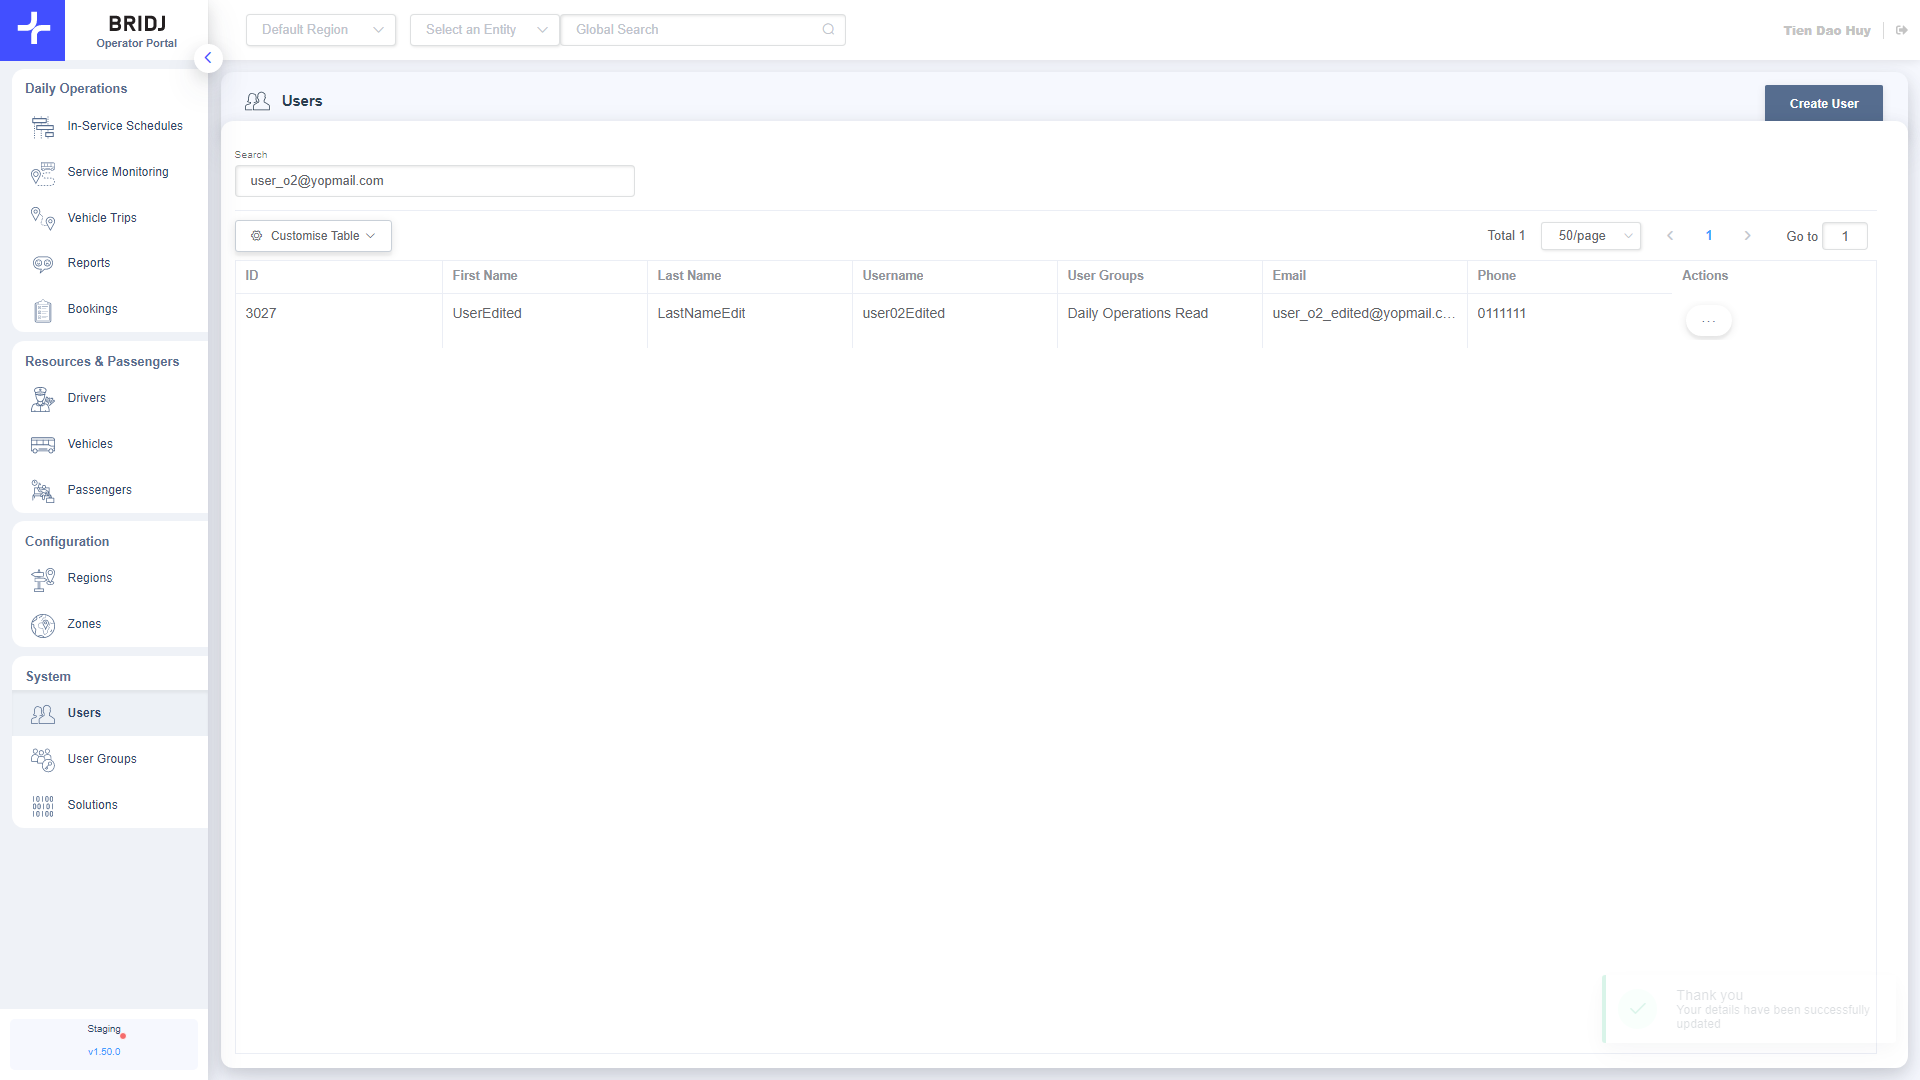 BRIDJ
Operator Portal
Default Region
Select an Entity
Global Search
Tien Dao Huy
Daily Operations
In-Service Schedules
Service Monitoring
Vehicle Trips
Reports
Bookings
Resources & Passengers
Drivers
Vehicles
Passengers
Configuration
Regions
Zones
System
Users
User Groups
Solutions
Staging
v1.50.0
Users
Create User
Search
user_o2@yopmail.com
Customise Table
Total 1
50/page
1
Go to
1
ID First Name Last Name Username User Groups Email Phone Actions
3027 UserEdited LastNameEdit user02Edited Daily Operations Read user_o2_edited@yopmail.c... 0111111 ...
Thank you
Your details have been successfully
updated